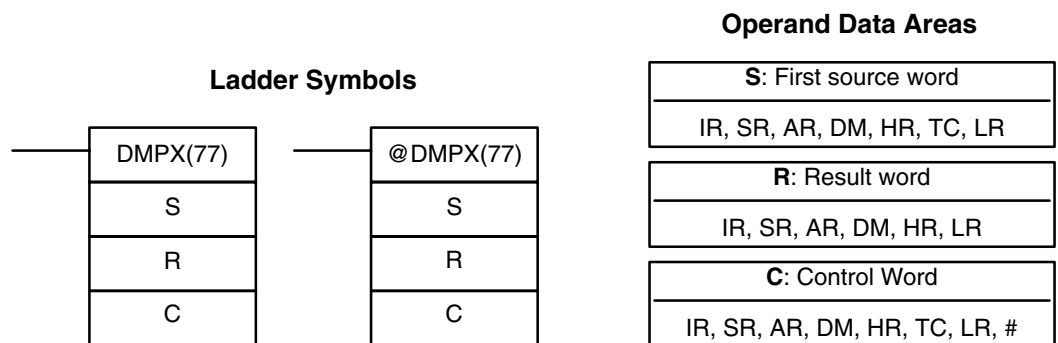 Ladder Symbols
DMPX(77)
S
R
C
@DMPX(77)
S
R
C
Operand Data Areas
S: First source word
IR, SR, AR, DM, HR, TC, LR
R: Result word
IR, SR, AR, DM, HR, LR
C: Control Word
IR, SR, AR, DM, HR, TC, LR, #